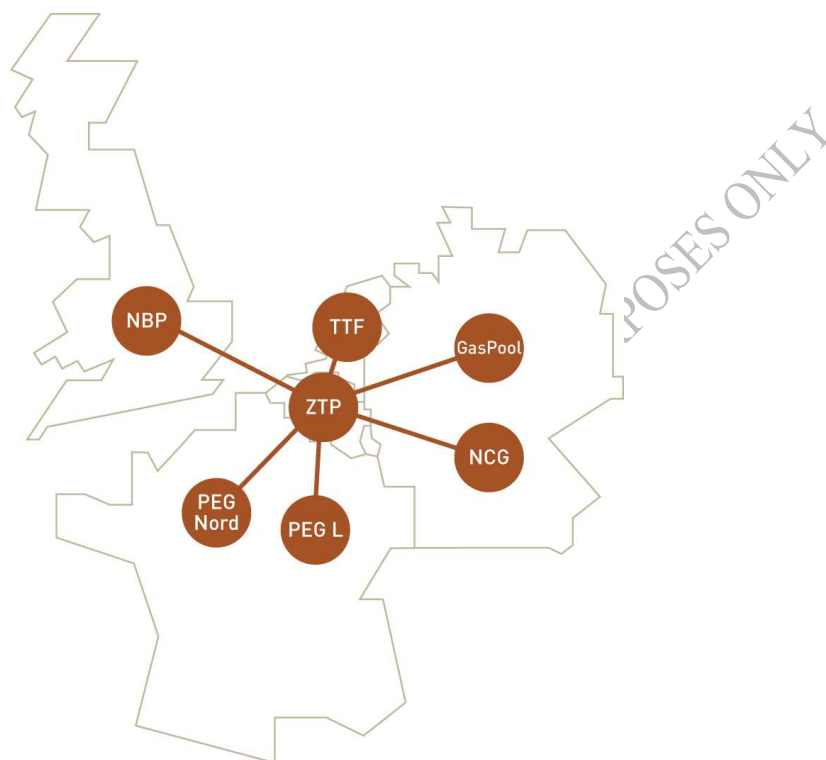 NBP
TTF
GasPool
ZTP
NCG
PEG
Nord
PEG L
POSES ONLY